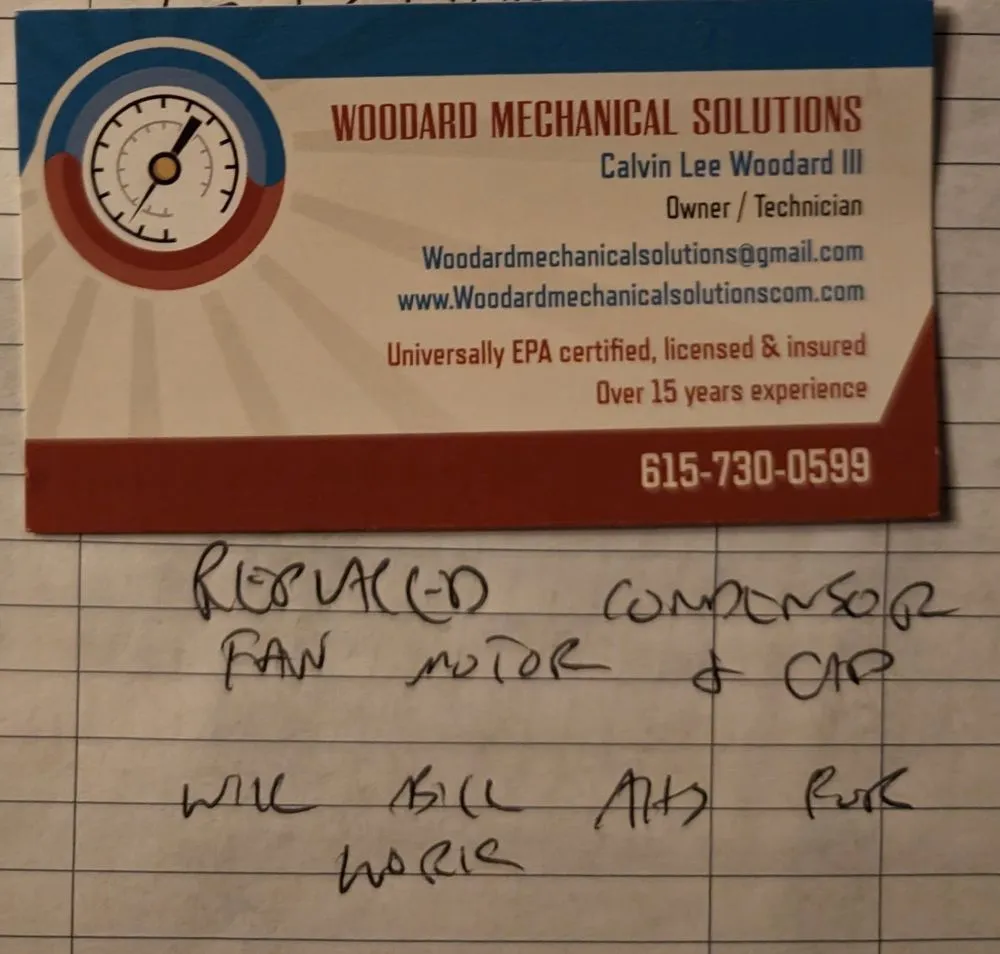 WOODARD MECHANICAL SOLUTIONS
Calvin Lee Woodard III
Owner / Technician
Woodardmechanicalsolutions@gmail.com
www.Woodardmechanicalsolutionscom.com
Universally EPA certified, licensed & insured
Over 15 years experience
615-730-0599
REPLACED CONDENSOR
FAN MOTOR & CAP
WILL BILL AHS FOR
WORK